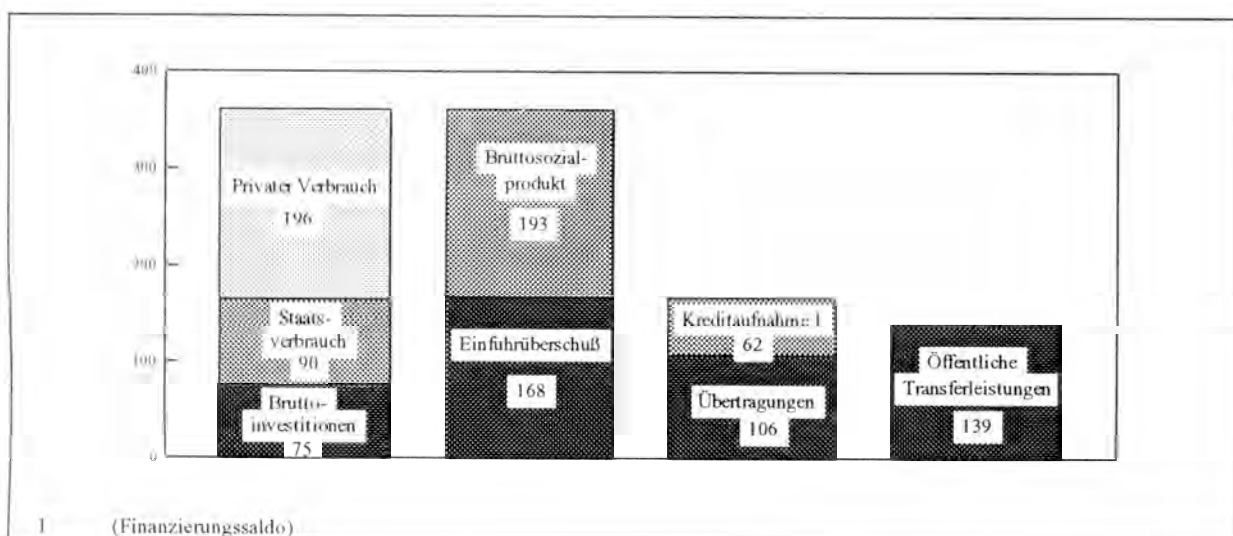 400
300
200
100
0
Privater Verbrauch
196
Staats-
verbrauch
90
Brutto-
investitionen
75
Bruttosozial-
produkt
193
Einfuhrüberschuß
168
Kreditaufnahme 1
62
Übertragungen
106
Öffentliche
Transferleistungen
139
1 (Finanzierungssaldo)